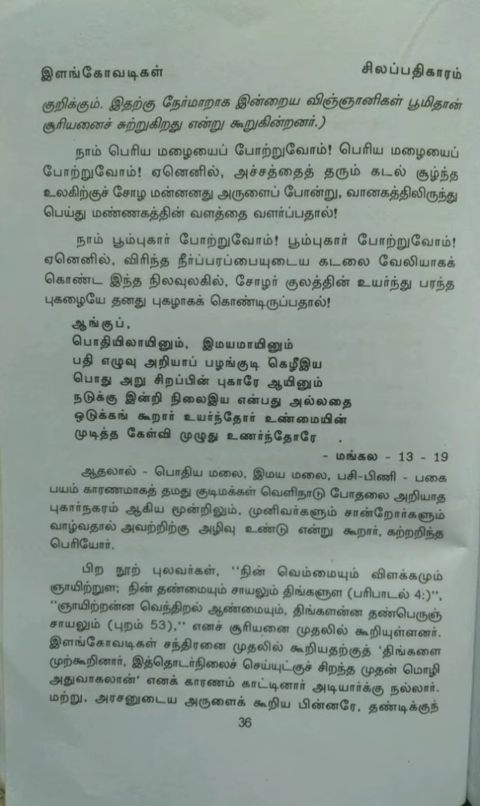 இளங்கோவடிகள் சிலப்பதிகாரம்
குறிக்கும். இதற்கு நேர்மாறாக இன்றைய விஞ்ஞானிகள் பூமிதான்
சூரியனைச் சுற்றுகிறது என்று கூறுகின்றனர்.)
நாம் பெரிய மழையைப் போற்றுவோம்! பெரிய மழையைப்
போற்றுவோம்! ஏனெனில், அச்சத்தைத் தரும் கடல் சூழ்ந்த
உலகிற்குச் சோழ மன்னனது அருளைப் போன்று, வானகத்திலிருந்து
பெய்து மண்ணகத்தின் வளத்தை வளர்ப்பதால்!
நாம் பூம்புகார் போற்றுவோம்! பூம்புகார் போற்றுவோம்!
ஏனெனில், விரிந்த நீர்ப்பரப்பையுடைய கடலை வேலியாகக்
கொண்ட இந்த நிலவுலகில், சோழர் குலத்தின் உயர்ந்து பரந்த
புகழையே தனது புகழாகக் கொண்டிருப்பதால்!
ஆங்குப்,
பொதியிலாயினும், இமயமாயினும்
பதி எழுவு அறியாப் பழங்குடி கெழீஇய
பொது அறு சிறப்பின் புகாரே ஆயினும்
நடுக்கு இன்றி நிலைஇய என்பது அல்லதை
ஒடுக்கங் கூறார் உயர்ந்தோர் உண்மையின்
முடித்த கேள்வி முழுது உணர்ந்தோரே
- மங்கல - 13 - 19
ஆதலால் - பொதிய மலை, இமய மலை, பசி-பிணி - பகை
பயம் காரணமாகத் தமது குடிமக்கள் வெளிநாடு போதலை அறியாத
புகார்நகரம் ஆகிய மூன்றிலும், முனிவர்களும் சான்றோர்களும்
வாழ்வதால் அவற்றிற்கு அழிவு உண்டு என்று கூறார், கற்றறிந்த
பெரியோர்.
பிற நூற் புலவர்கள், "நின் வெம்மையும் விளக்கமும்
ஞாயிற்றுள; நின் தண்மையும் சாயலும் திங்களுள (பரிபாடல் 4:)",
"ஞாயிற்றன்ன வெந்திறல் ஆண்மையும், திங்களன்ன தண்பெருஞ்
சாயலும் (புறம் 53)," எனச் சூரியனை முதலில் கூறியுள்ளனர்.
இளங்கோவடிகள் சந்திரனை முதலில் கூறியதற்குத் 'திங்களை
முற்கூறினார், இத்தொடர்நிலைச் செய்யுட்குச் சிறந்த முதன் மொழி
அதுவாகலான்' எனக் காரணம் காட்டினார் அடியார்க்கு நல்லார்.
மற்று, அரசனுடைய அருளைக் கூறிய பின்னரே, தண்டிக்குந்
36